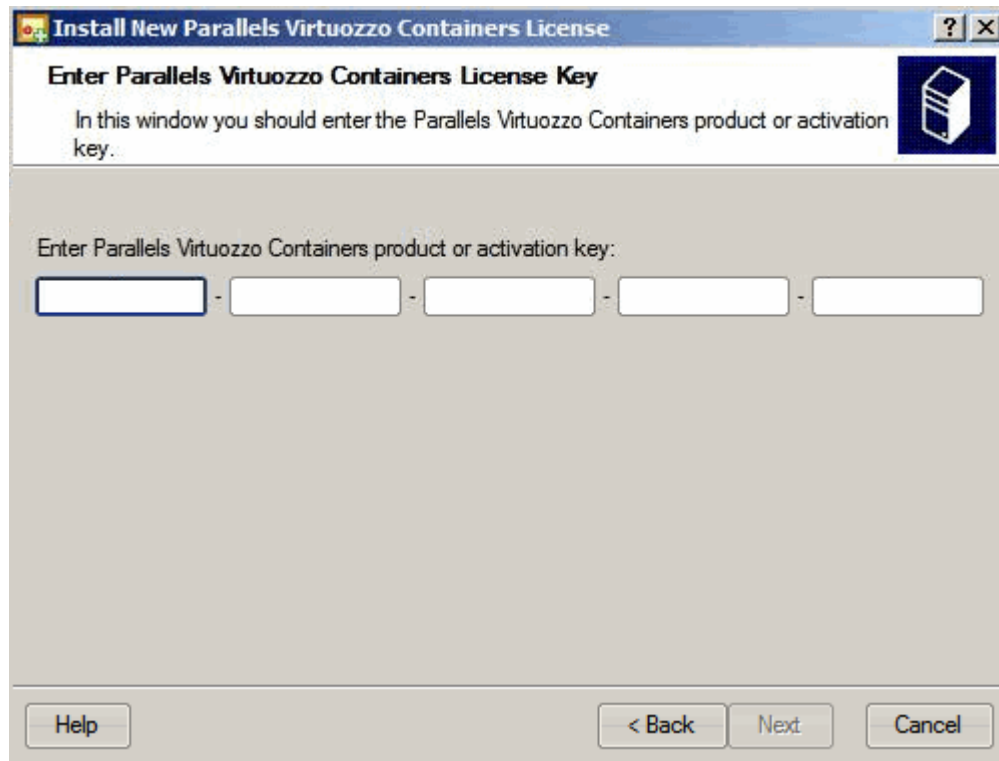 Install New Parallels Virtuozzo Containers License
Enter Parallels Virtuozzo Containers License Key
In this window you should enter the Parallels Virtuozzo Containers product or activation
key.
Enter Parallels Virtuozzo Containers product or activation key:
- - - -
Help < Back Next Cancel